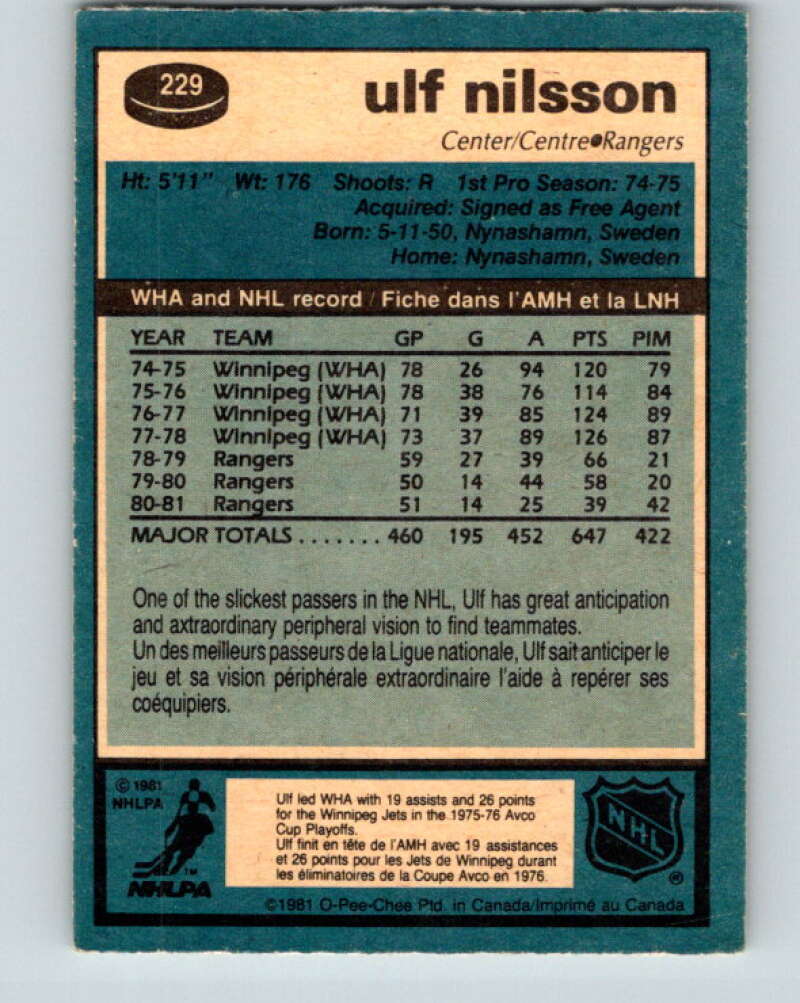 229
ulf nilsson
Center/Centre●Rangers
Ht: 5'11" Wt: 176 Shoots: R 1st Pro Season: 74-75
Acquired: Signed as Free Agent
Born: 5-11-50, Nynashamn, Sweden
Home: Nynashamn, Sweden
WHA and NHL record / Fiche dans l'AMH et la LNH
YEAR TEAM GP G A PTS PIM
74-75 Winnipeg (WHA) 78 26 94 120 79
75-76 Winnipeg (WHA) 78 38 76 114 84
76-77 Winnipeg (WHA) 71 39 85 124 89
77-78 Winnipeg (WHA) 73 37 89 126 87
78-79 Rangers 59 27 39 66 21
79-80 Rangers 50 14 44 58 20
80-81 Rangers 51 14 25 39 42
MAJOR TOTALS ....... 460 195 452 647 422
One of the slickest passers in the NHL, Ulf has great anticipation
and axtraordinary peripheral vision to find teammates.
Un des meilleurs passeurs de la Ligue nationale, Ulf sait anticiper le
jeu et sa vision périphérale extraordinaire l'aide à repérer ses
coéquipiers.
© 1981
NHLPA
TM
NHLPA
Ulf led WHA with 19 assists and 26 points
for the Winnipeg Jets in the 1975-76 Avco
Cup Playoffs.
Ulf finit en tête de l'AMH avec 19 assistances
et 26 points pour les Jets de Winnipeg durant
les éliminatoires de la Coupe Avco en 1976.
NHL
®
©1981 O-Pee-Chee Ptd. in Canada/Imprimé au Canada